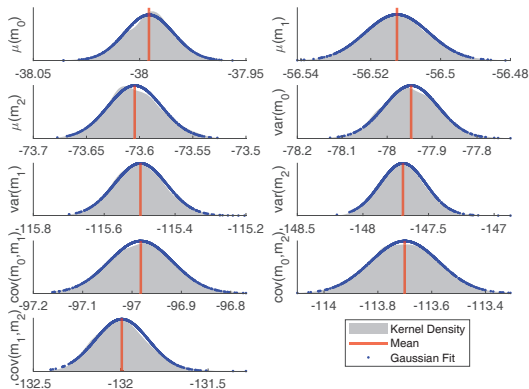 μ(m0)
-38.05 -38 -37.95
μ(m1)
-56.54 -56.52 -56.5 -56.48
μ(m2)
-73.7 -73.65 -73.6 -73.55 -73.5
var(m0)
-78.2 -78.1 -78 -77.9 -77.8
var(m1)
-115.8 -115.6 -115.4 -115.2
var(m2)
-148.5 -148 -147.5 -147
cov(m0,m1)
-97.2 -97.1 -97 -96.9 -96.8
cov(m0,m2)
-114 -113.8 -113.6 -113.4
cov(m1,m2)
-132.5 -132 -131.5
Kernel Density
Mean
Gaussian Fit